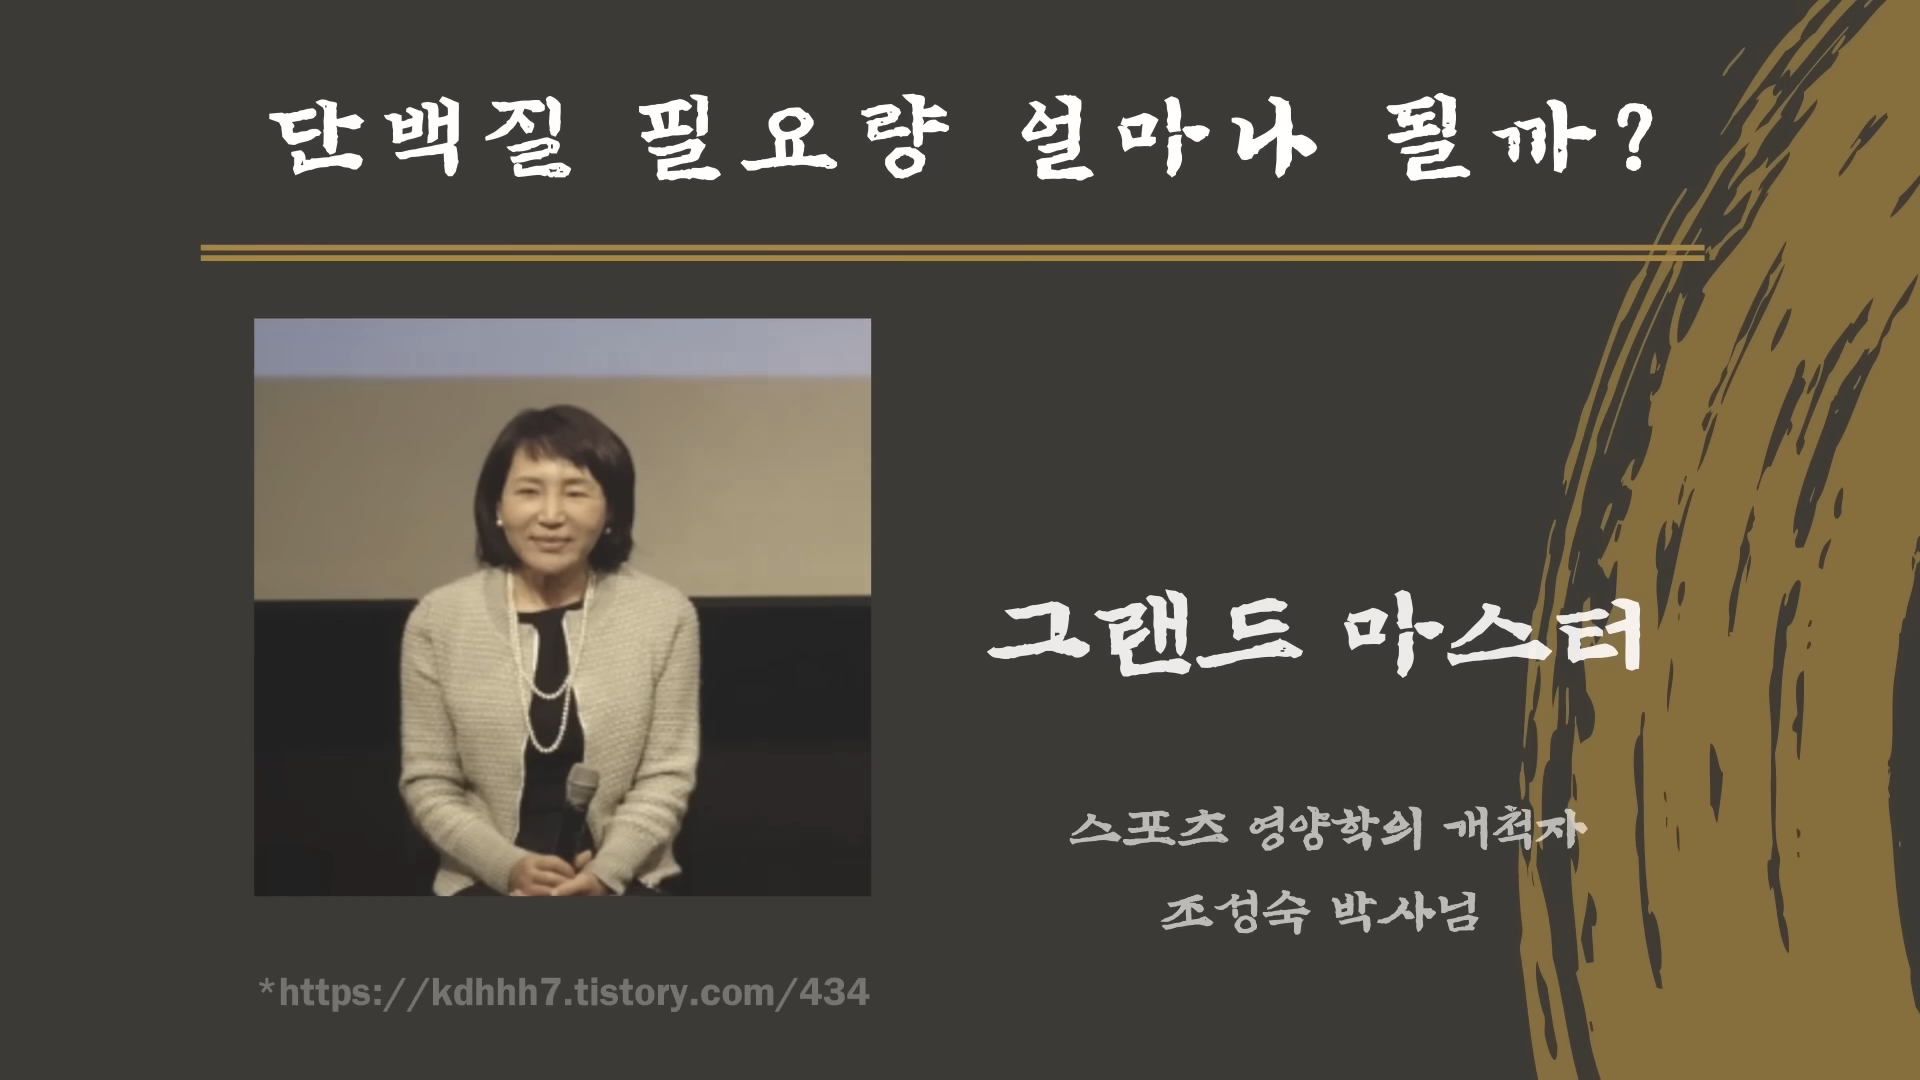 단백질 필요량 얼마나 될까?
그랜드 마스터
스포츠 영양학의 개척자
조성숙 박사님
*https://kdhhh7.tistory.com/434